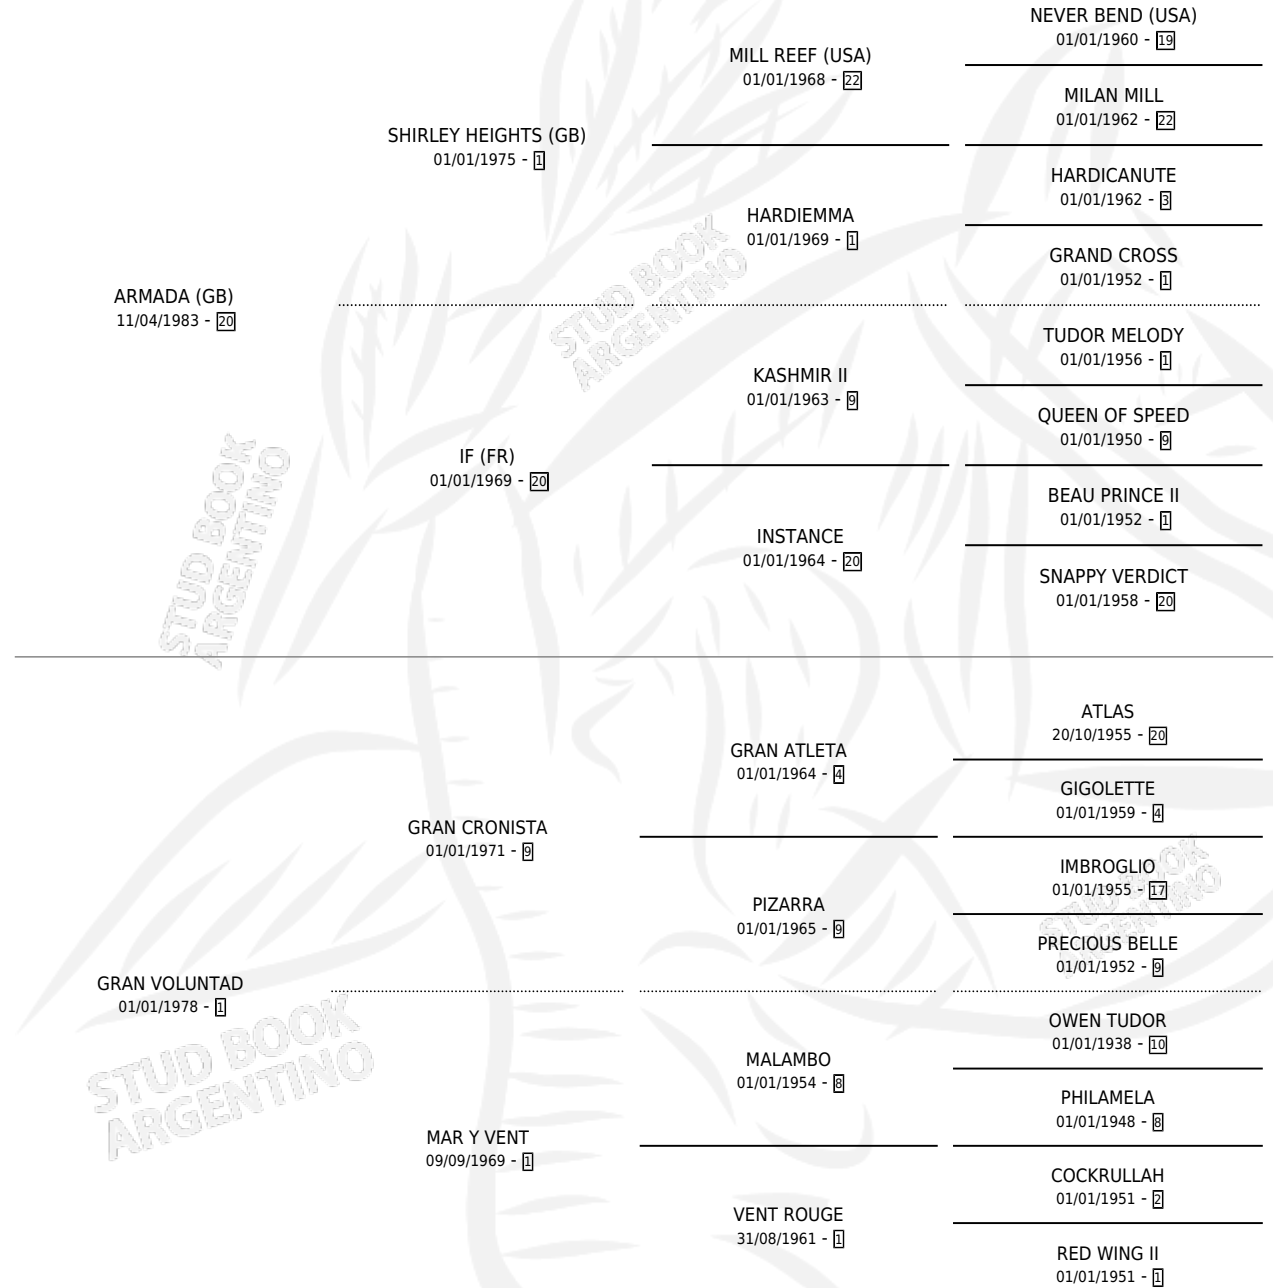 NEVER BEND (USA)
01/01/1960 - 19
MILL REEF (USA)
01/01/1968 - 22
MILAN MILL
01/01/1962 - 22
SHIRLEY HEIGHTS (GB)
01/01/1975 - 1
HARDICANUTE
01/01/1962 - 3
HARDIEMMA
01/01/1969 - 1
GRAND CROSS
01/01/1952 - 1
ARMADA (GB)
11/04/1983 - 20
TUDOR MELODY
01/01/1956 - 1
KASHMIR II
01/01/1963 - 9
QUEEN OF SPEED
01/01/1950 - 9
IF (FR)
01/01/1969 - 20
BEAU PRINCE II
01/01/1952 - 1
INSTANCE
01/01/1964 - 20
SNAPPY VERDICT
01/01/1958 - 20
ATLAS
20/10/1955 - 20
GRAN ATLETA
01/01/1964 - 4
GIGOLETTE
01/01/1959 - 4
GRAN CRONISTA
01/01/1971 - 9
IMBROGLIO
01/01/1955 - 17
PIZARRA
01/01/1965 - 9
PRECIOUS BELLE
01/01/1952 - 9
GRAN VOLUNTAD
01/01/1978 - 1
OWEN TUDOR
01/01/1938 - 10
MALAMBO
01/01/1954 - 8
PHILAMELA
01/01/1948 - 8
MAR Y VENT
09/09/1969 - 1
COCKRULLAH
01/01/1951 - 2
VENT ROUGE
31/08/1961 - 1
RED WING II
01/01/1951 - 1
STUD BOOK
ARGENTINO
STUD BOOK
ARGENTINO
STUD BOOK
ARGENTINO
STUD BOOK
ARGENTINO